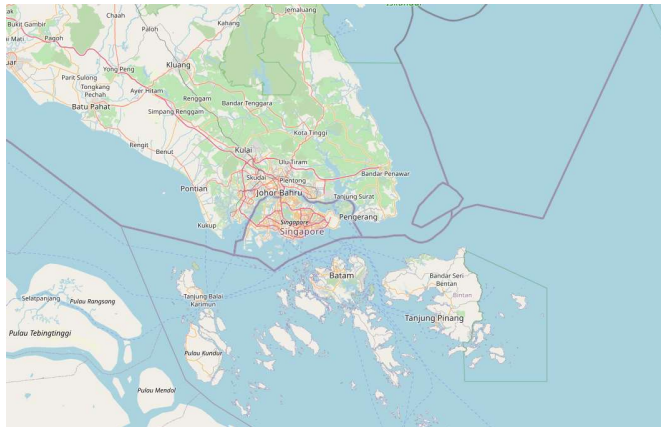 Jemaluang
Chaah
Kahang
Bukit Gambir
Paloh
Pagoh
Kluang
Yong Peng
Parit Sulong
Tongkang
Pechah
Ayer Hitam
Renggam
Bandar Tenggara
Batu Pahat
Simpang Renggam
Kota Tinggi
Rengit
Benut
Kulai
Ulu Tiram
Skudai
Plentong
Bandar Penawar
Pontian
Johor Bahru
Tanjung Surat
Kukup
Singapore
Pengerang
Singapore
Batam
Bandar Seri
Bentan
Bintan
Tanjung Balai
Karimun
Selatpanjang
Pulau Rangsang
Tanjung Pinang
Pulau Tebingtinggi
Pulau Kundur
Pulau Mendol